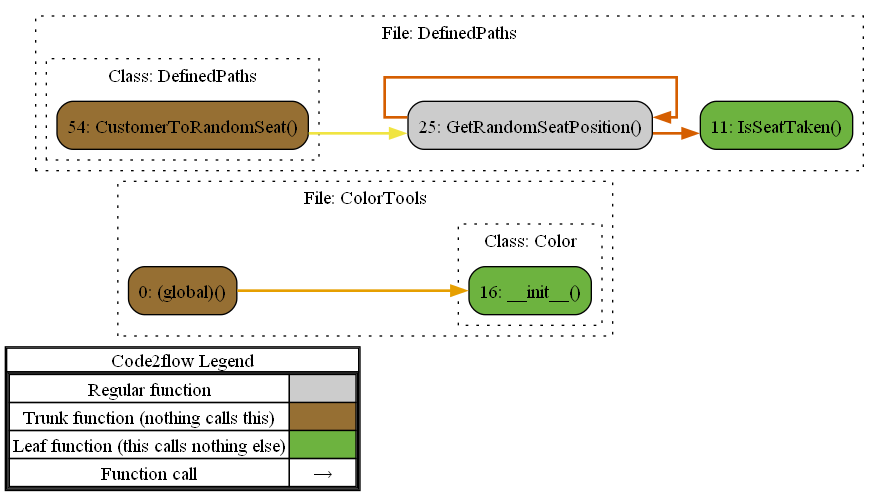 File: DefinedPaths
Class: DefinedPaths
54: CustomerToRandomSeat()
25: GetRandomSeatPosition()
11: IsSeatTaken()
File: ColorTools
Class: Color
0: (global)()
16: __init__()
Code2flow Legend
Regular function
Trunk function (nothing calls this)
Leaf function (this calls nothing else)
Function call →